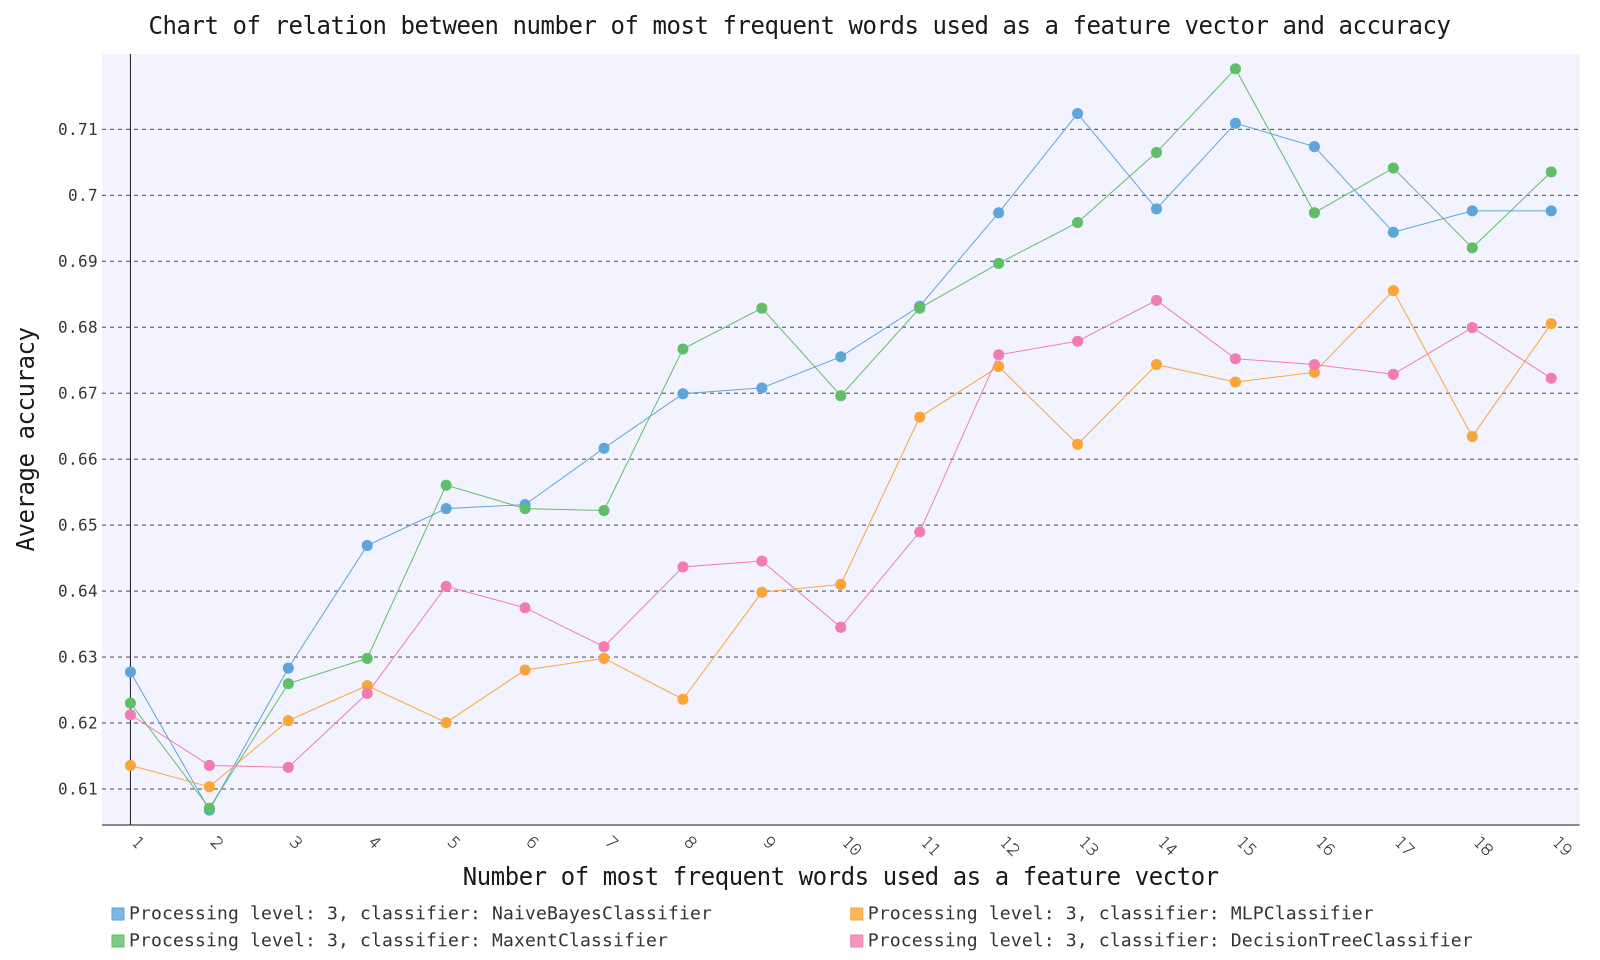 Chart of relation between number of most frequent words used as a feature vector and accuracy
0.71
0.7
0.69
0.68
0.67
0.66
0.65
0.64
0.63
0.62
0.61
Average accuracy
1 2 3 4 5 6 7 8 9 10 11 12 13 14 15 16 17 18 19
Number of most frequent words used as a feature vector
Processing level: 3, classifier: NaiveBayesClassifier
Processing level: 3, classifier: MLPClassifier
Processing level: 3, classifier: MaxentClassifier
Processing level: 3, classifier: DecisionTreeClassifier